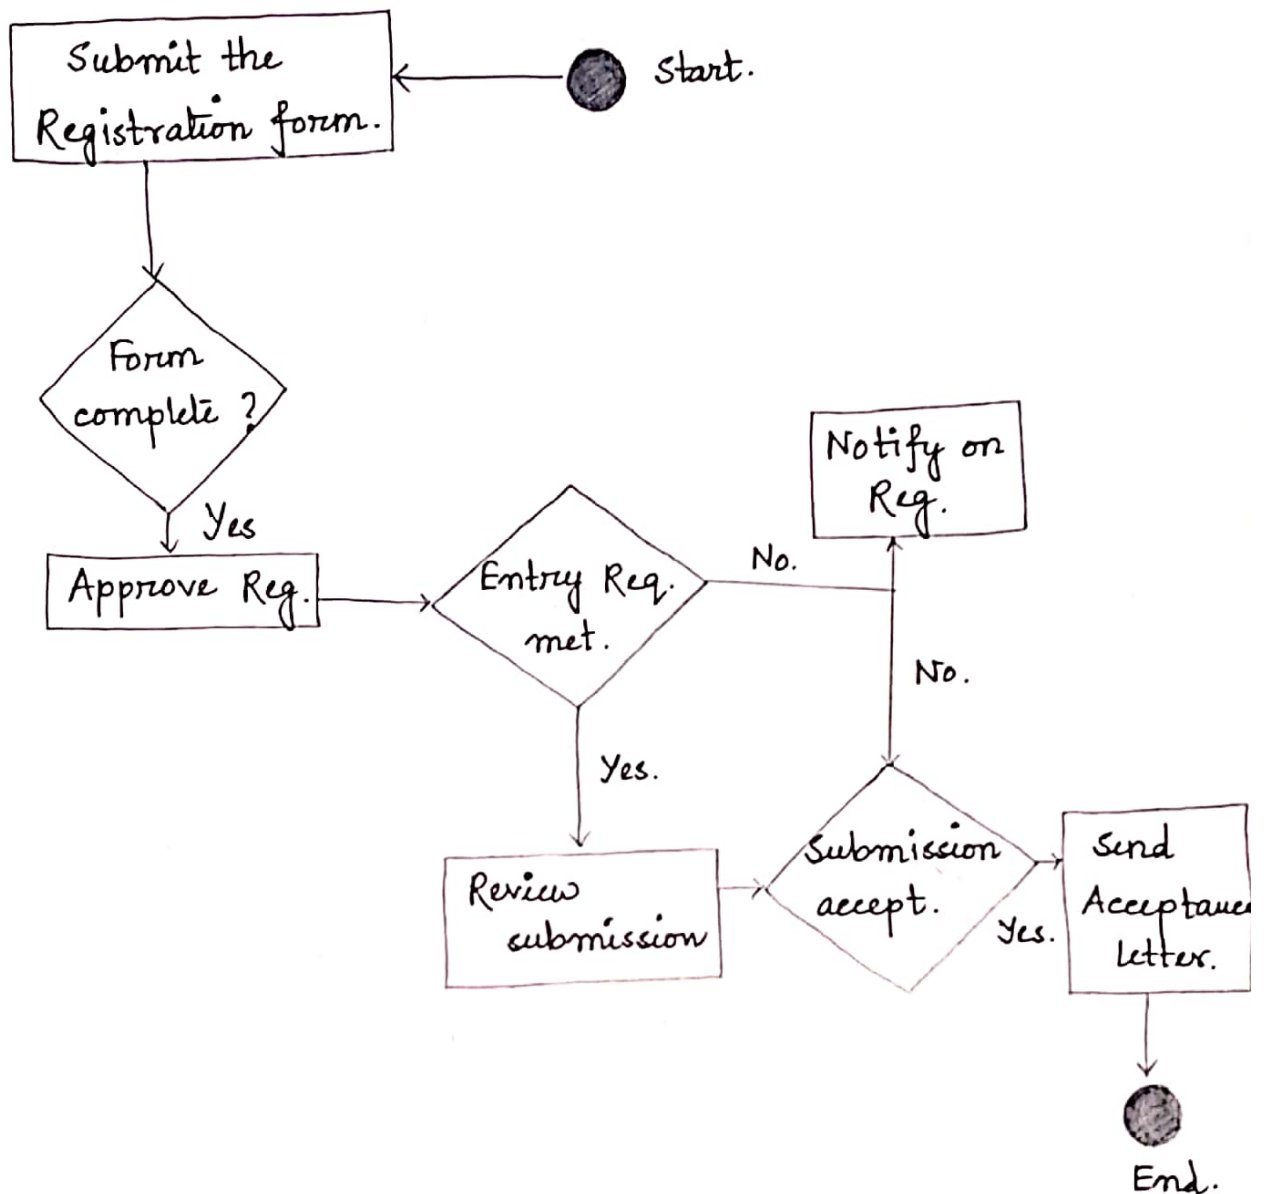 Submit the
Registration form.
Start.
Form
complete ?
Yes
Approve Reg.
Entry Req.
met.
No.
Notify on
Reg.
No.
Yes.
Review
submission
Submission
accept.
Yes.
Send
Acceptance
letter.
End.